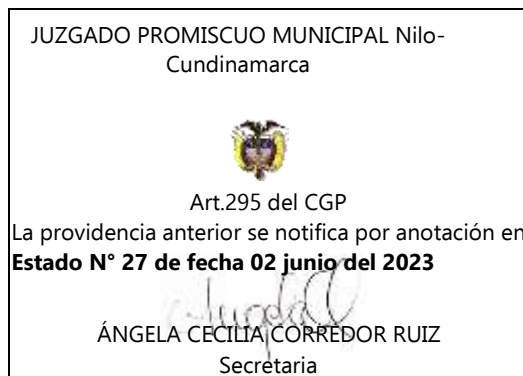 JUZGADO PROMISCUO MUNICIPAL Nilo-
Cundinamarca
Art.295 del CGP
La providencia anterior se notifica por anotación en
Estado N° 27 de fecha 02 junio del 2023
ÁNGELA CECILIA CORREDOR RUIZ
Secretaria